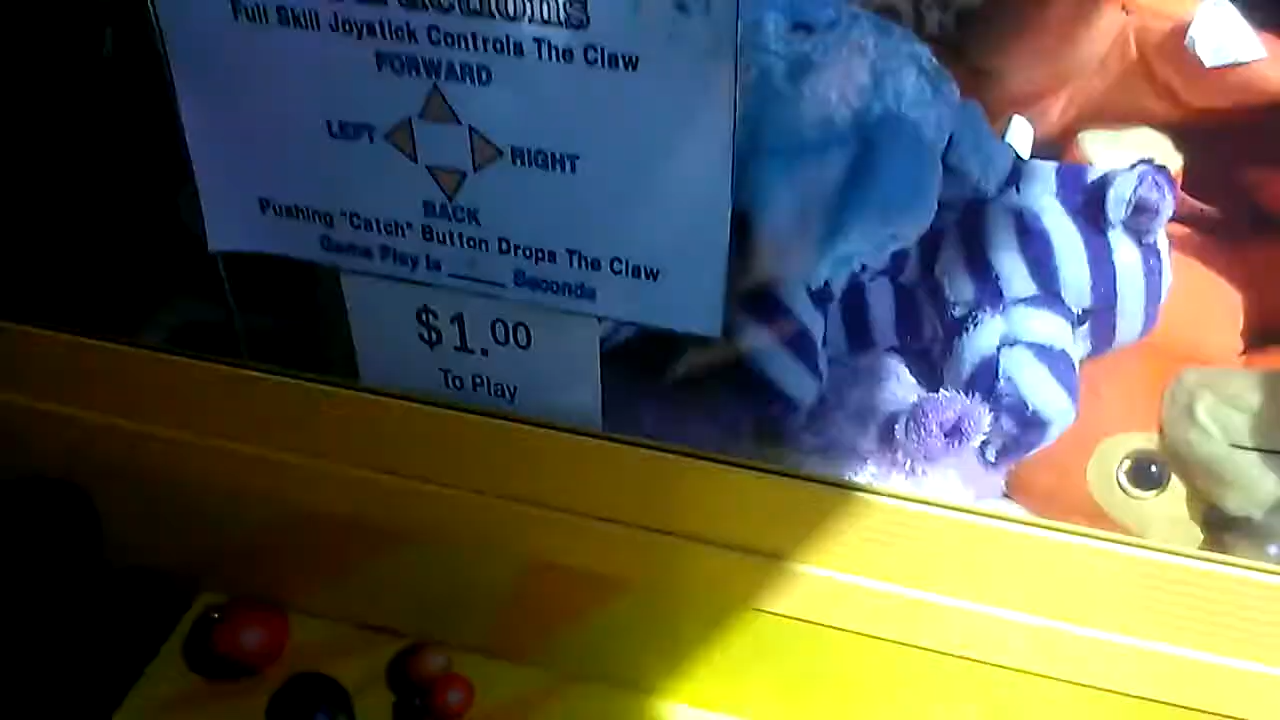 Full Skill Joystick Controls The Claw
FORWARD
LEFT
RIGHT
BACK
Pushing "Catch" Button Drops The Claw
Game Play Is ____ Seconds
$1.00
To Play